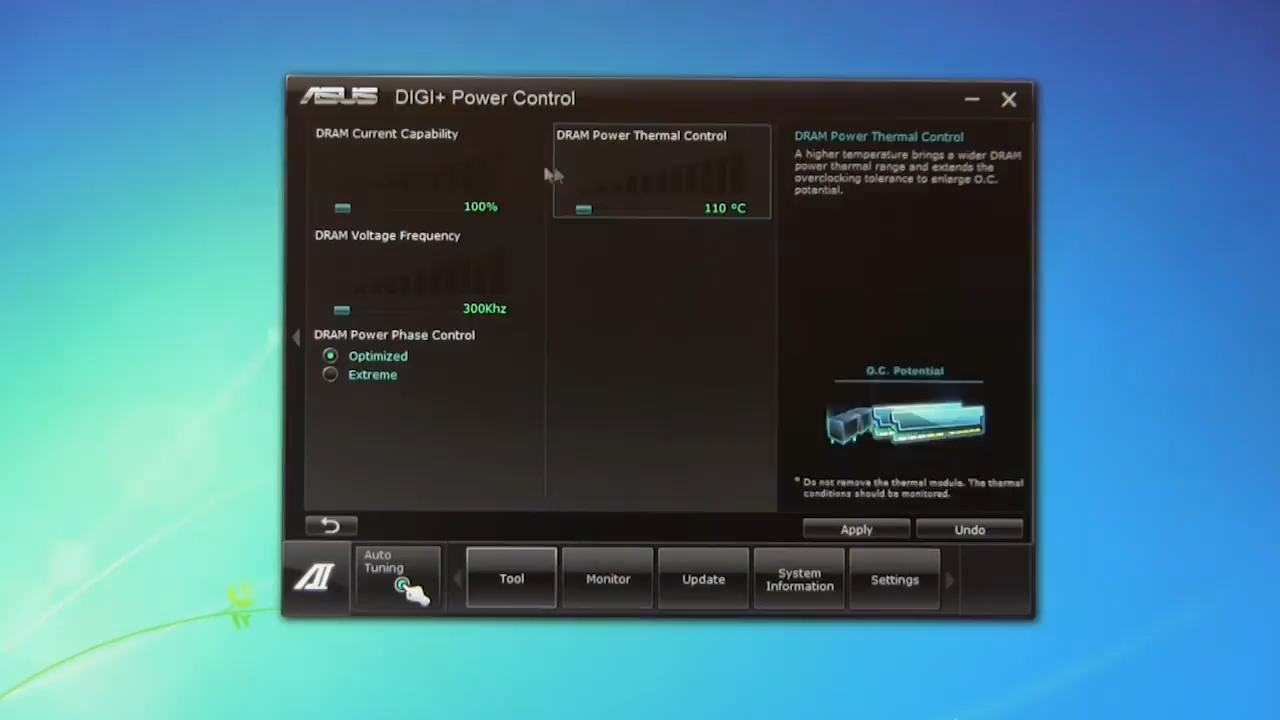 ASUS DIGI+ Power Control
DRAM Current Capability
100%
DRAM Voltage Frequency
300Khz
DRAM Power Phase Control
Optimized
Extreme
DRAM Power Thermal Control
110 °C
DRAM Power Thermal Control
A higher temperature brings a wider DRAM
power thermal range and extends the
overclocking tolerance to enlarge O.C.
potential.
O.C. Potential
* Do not remove the thermal module. The thermal
conditions should be monitored.
Apply
Undo
Auto
Tuning
Tool
Monitor
Update
System
Information
Settings